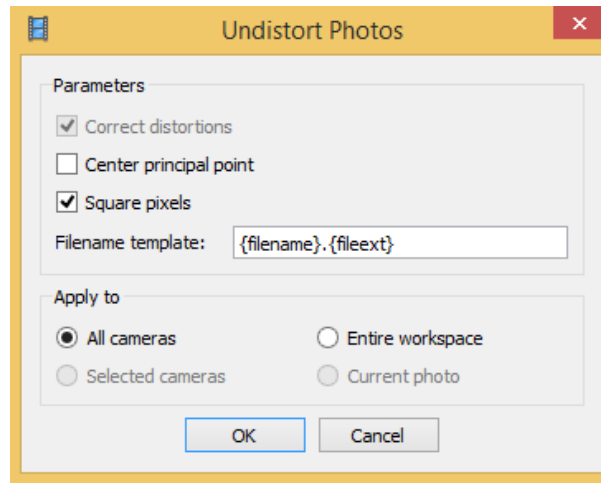 Undistort Photos
Parameters
Correct distortions
Center principal point
Square pixels
Filename template: {filename}.{fileext}
Apply to
All cameras Entire workspace
Selected cameras Current photo
OK Cancel